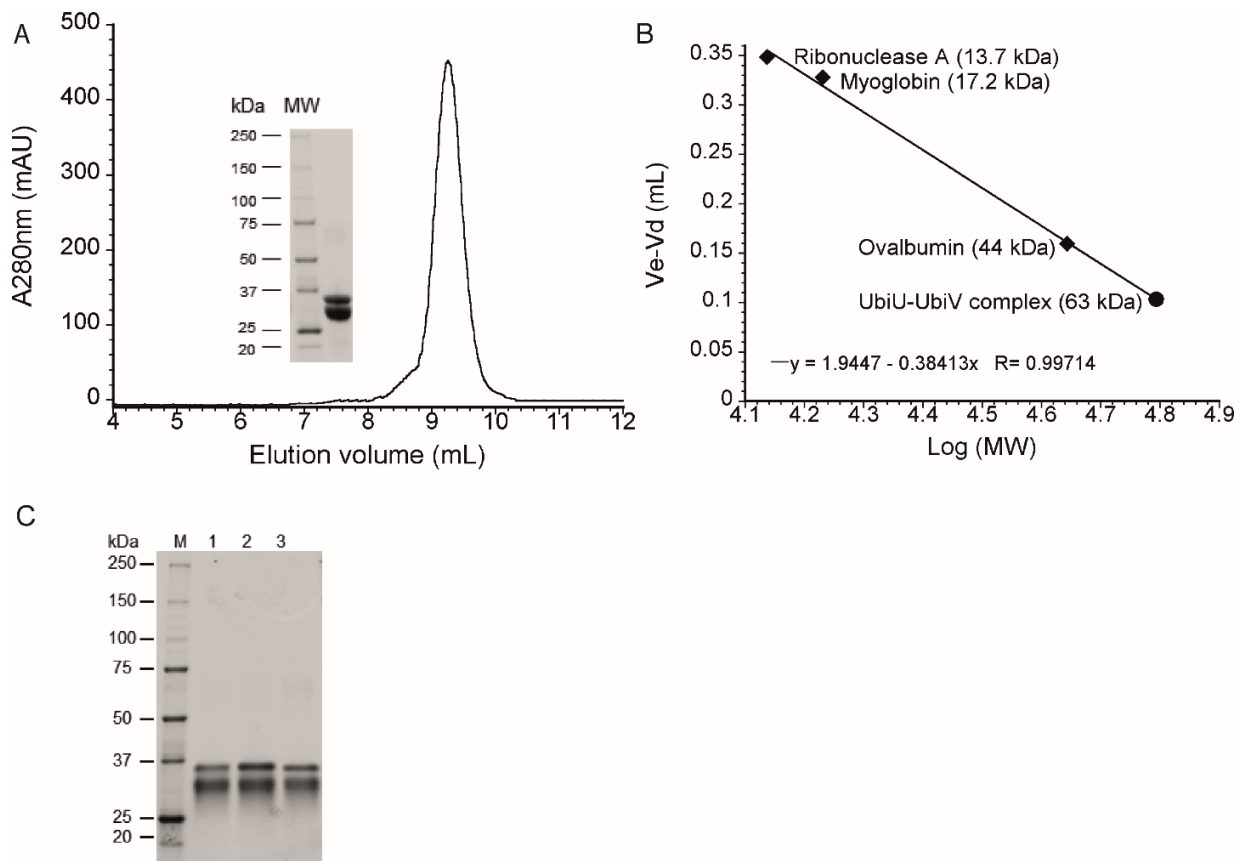 A
500
400
300
200
100
0
A280nm (mAU)
kDa MW
250
150
100
75
50
37
25
20
4 5 6 7 8 9 10 11 12
Elution volume (mL)
B
0.35
0.3
0.25
0.2
0.15
0.1
0.05
0
Ve-Vd (mL)
Ribonuclease A (13.7 kDa)
Myoglobin (17.2 kDa)
Ovalbumin (44 kDa)
UbiU-UbiV complex (63 kDa)
y = 1.9447 - 0.38413x R= 0.99714
4.1 4.2 4.3 4.4 4.5 4.6 4.7 4.8 4.9
Log (MW)
C
kDa M 1 2 3
250
150
100
75
50
37
25
20